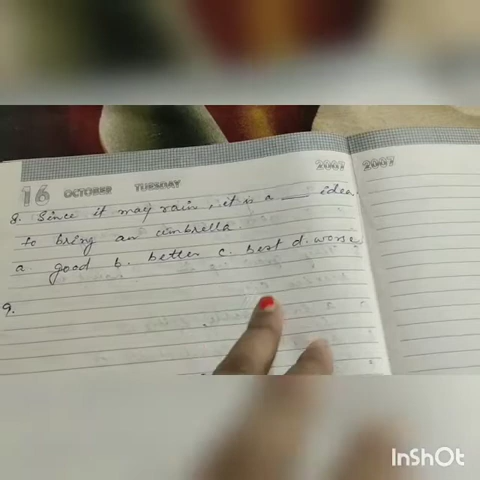 2007 2007
16 OCTOBER TUESDAY
8. Since it may rain, it is a ___ idea
to bring an umbrella
a. good b. better c. best d. worse
9.
InShOt